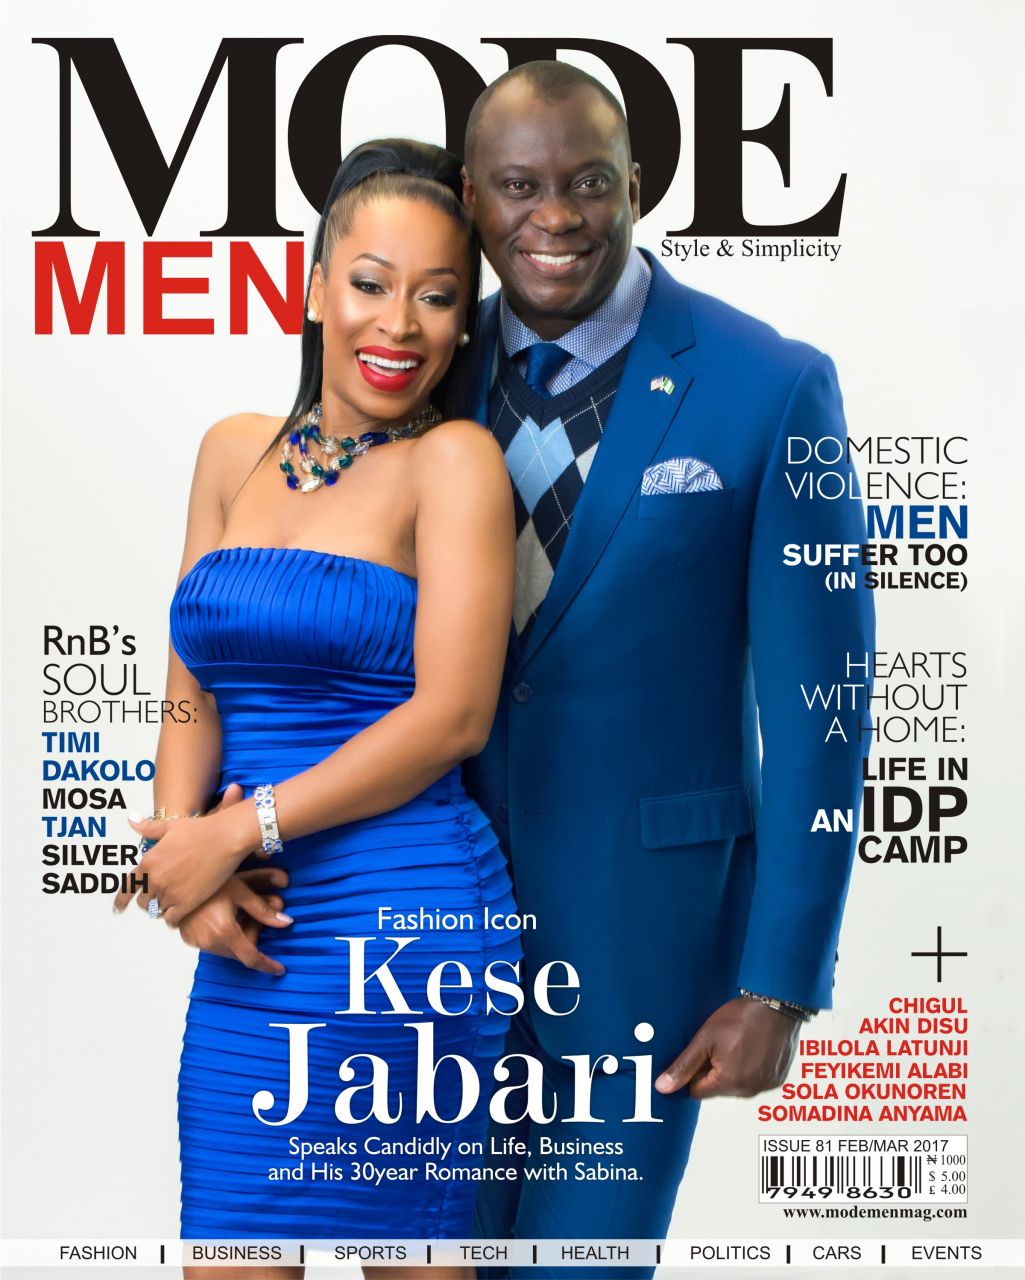 MODE
MEN
Style & Simplicity
DOMESTIC
VIOLENCE:
MEN
SUFFER TOO
(IN SILENCE)
RnB's
SOUL
BROTHERS:
TIMI
DAKOLO
MOSA
TJAN
SILVER
SADDIH
HEARTS
WITHOUT
A HOME:
LIFE IN
AN IDP
CAMP
Fashion Icon
Kese
Jabari
Speaks Candidly on Life, Business
and His 30year Romance with Sabina.
+
CHIGUL
AKIN DISU
IBILOLA LATUNJI
FEYIKEMI ALABI
SOLA OKUNOREN
SOMADINA ANYAMA
ISSUE 81 FEB/MAR 2017
₦ 1000
$ 5.00
£ 4.00
7949 8630
www.modemenmag.com
FASHION | BUSINESS | SPORTS | TECH | HEALTH | POLITICS | CARS | EVENTS